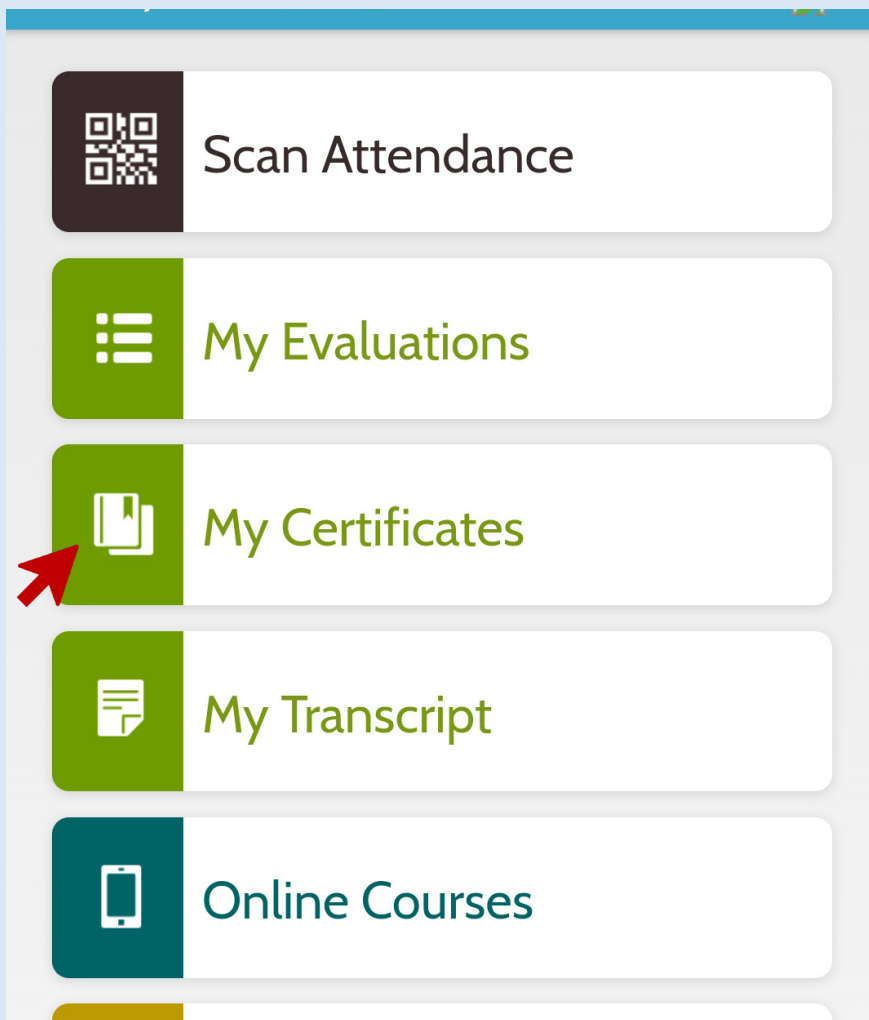 Scan Attendance
My Evaluations
My Certificates
My Transcript
Online Courses